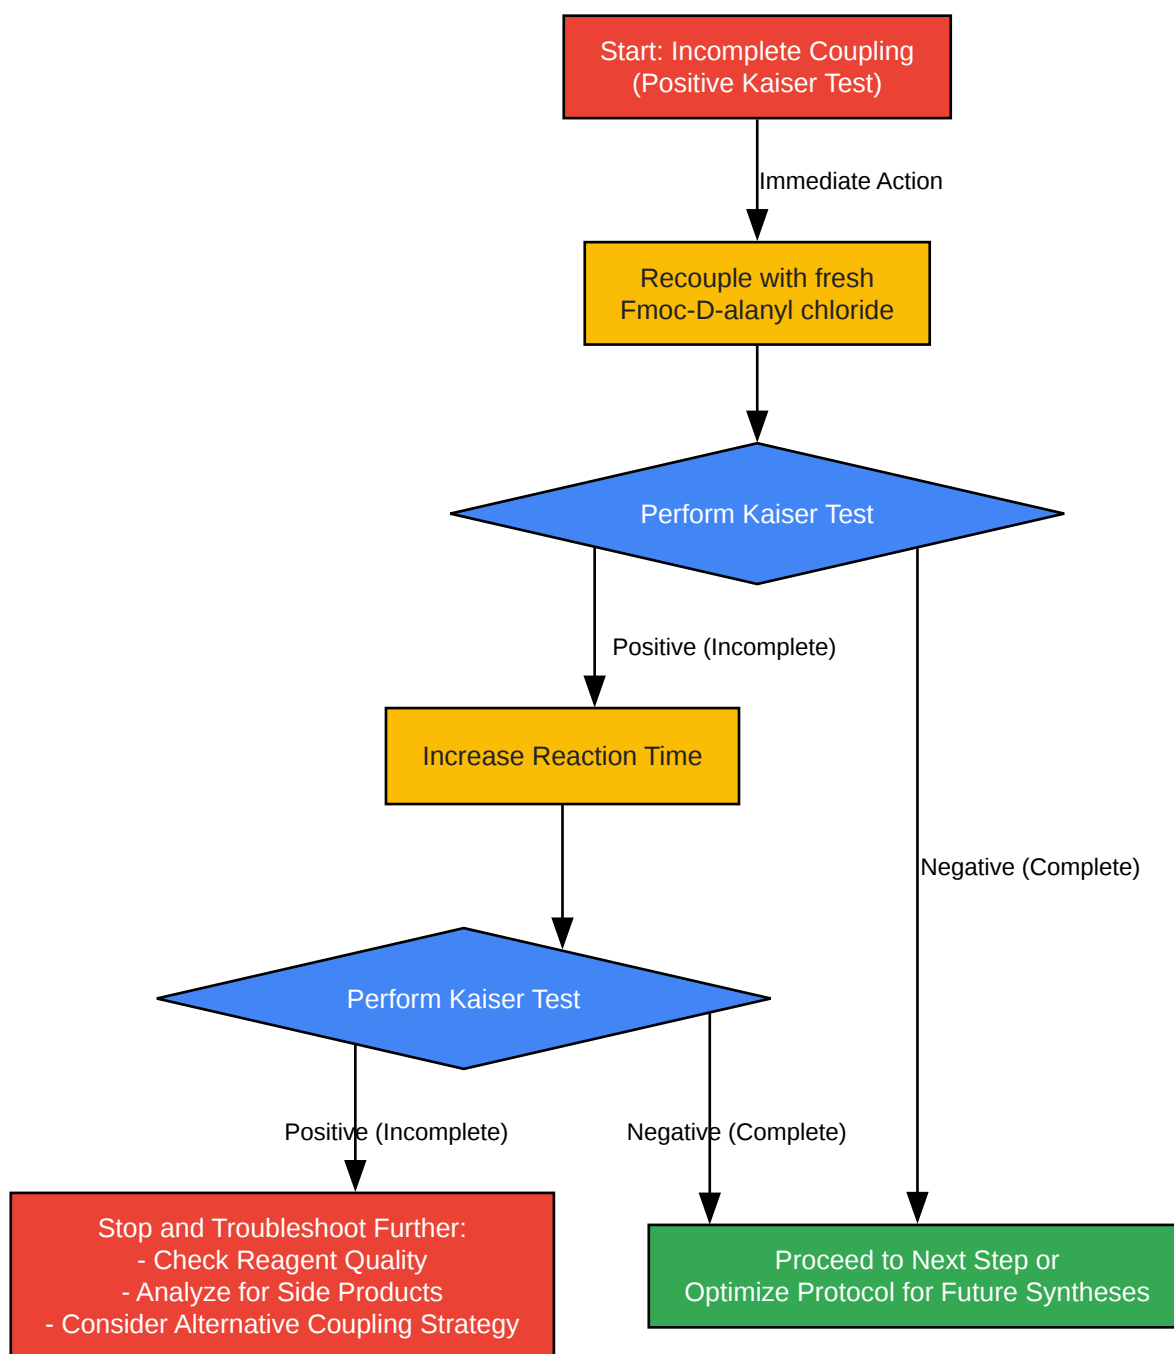 Start: Incomplete Coupling
(Positive Kaiser Test)
Immediate Action
Recouple with fresh
Fmoc-D-alanyl chloride
Perform Kaiser Test
Positive (Incomplete)
Increase Reaction Time
Negative (Complete)
Perform Kaiser Test
Positive (Incomplete)
Negative (Complete)
Stop and Troubleshoot Further:
- Check Reagent Quality
- Analyze for Side Products
- Consider Alternative Coupling Strategy
Proceed to Next Step or
Optimize Protocol for Future Syntheses